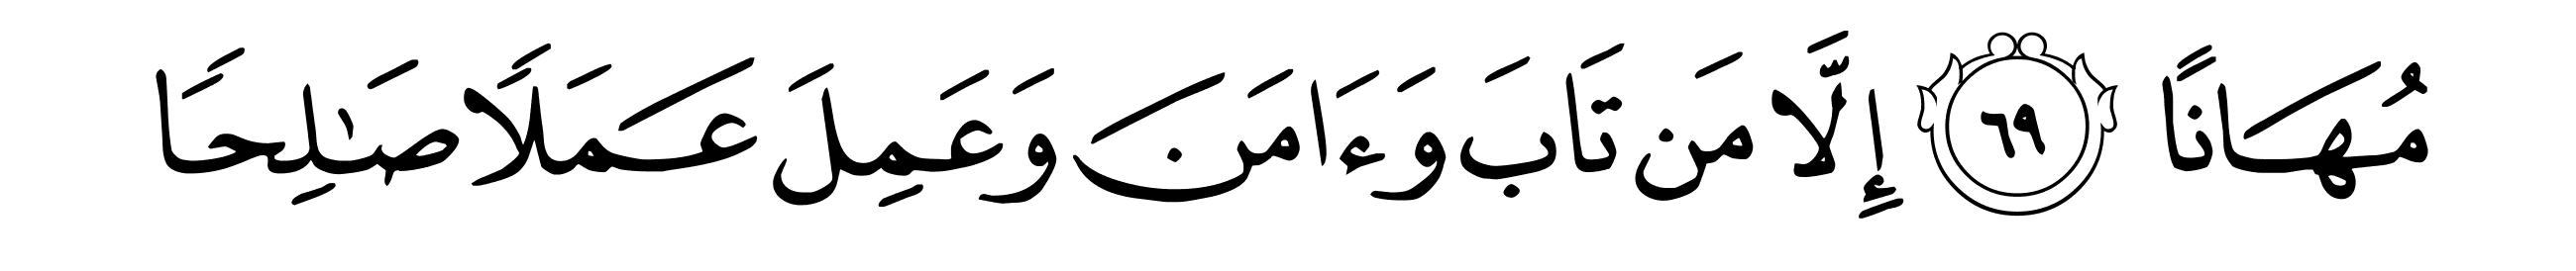 مُهَانًا ٦٩ إِلَّا مَن تَابَ وَءَامَنَ وَعَمِلَ عَمَلًا صَـٰلِحًا